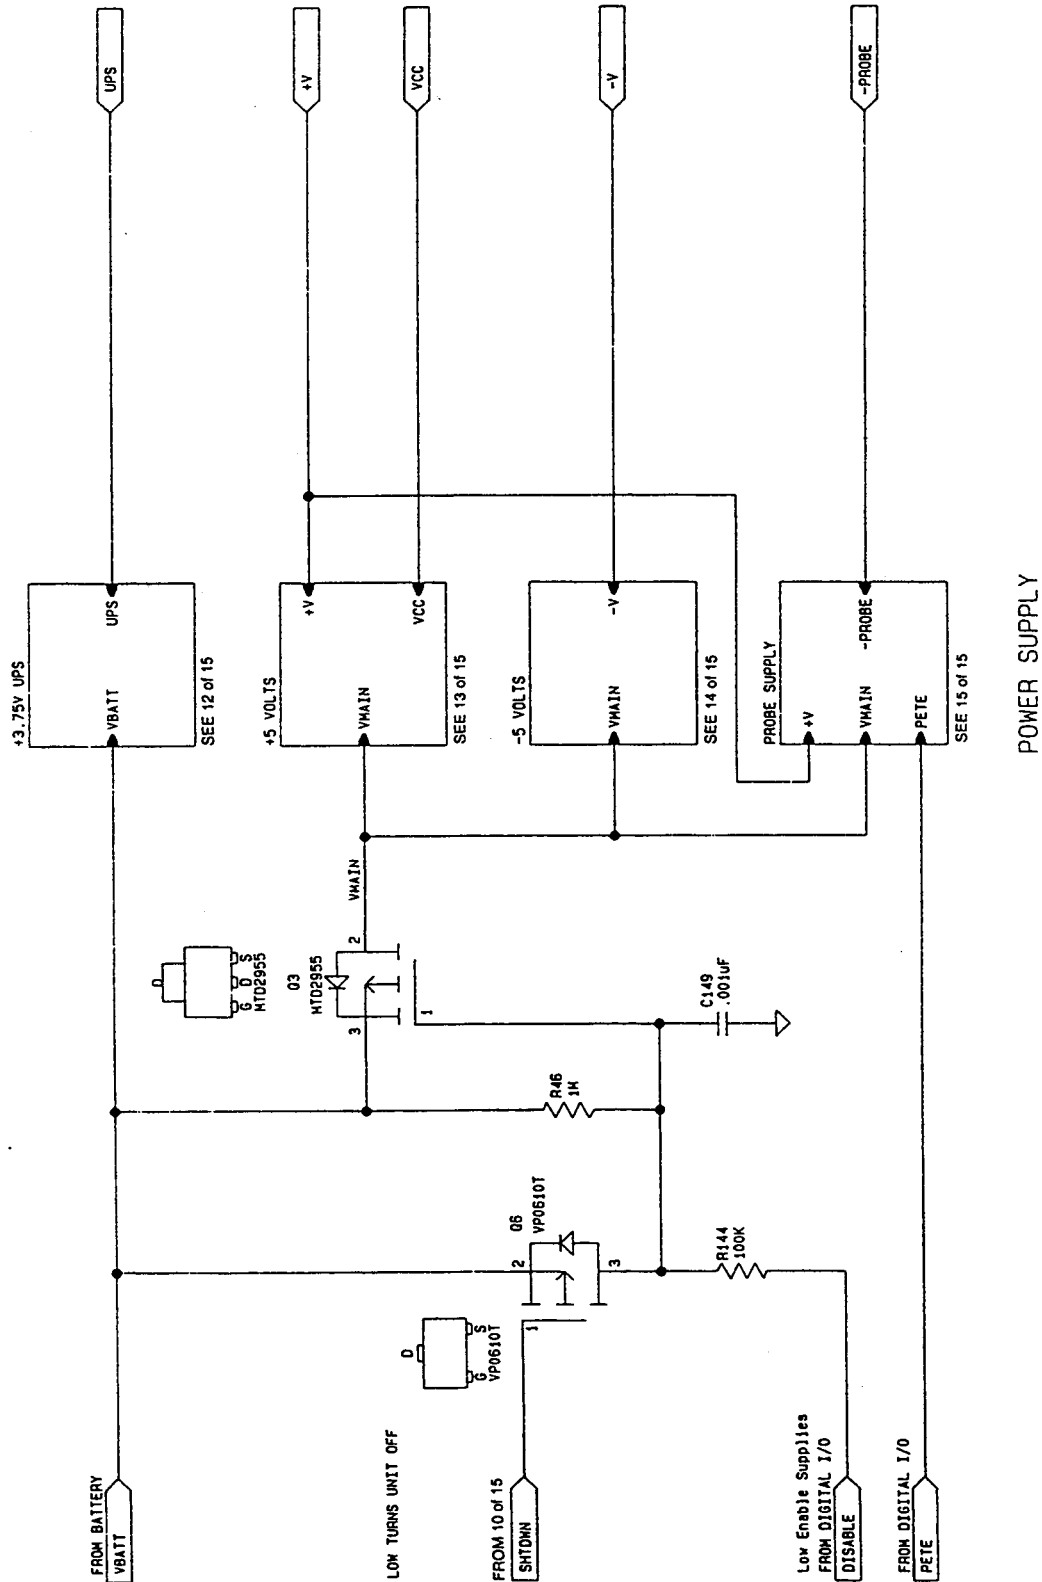 UPS
+V
VCC
-V
-PROBE
+3.75V UPS
VBATT
UPS
SEE 12 of 15
+5 VOLTS
VMAIN
+V
VCC
SEE 13 of 15
-5 VOLTS
VMAIN
-V
SEE 14 of 15
PROBE SUPPLY
+V
VMAIN
PETE
-PROBE
SEE 15 of 15
VMAIN
D
G D S
MTD2955
Q3
MTD2955
3
2
1
R46
1M
C149
.001uF
Q6
VP0610T
2
3
1
D
G S
VP0610T
R144
100K
FROM BATTERY
VBATT
LOW TURNS UNIT OFF
FROM 10 of 15
SHTDWN
Low Enable Supplies
FROM DIGITAL I/O
DISABLE
FROM DIGITAL I/O
PETE
POWER SUPPLY